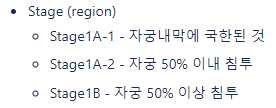 Stage (region)
Stage1A-1 - 자궁내막에 국한된 것
Stage1A-2 - 자궁 50% 이내 침투
Stage1B - 자궁 50% 이상 침투